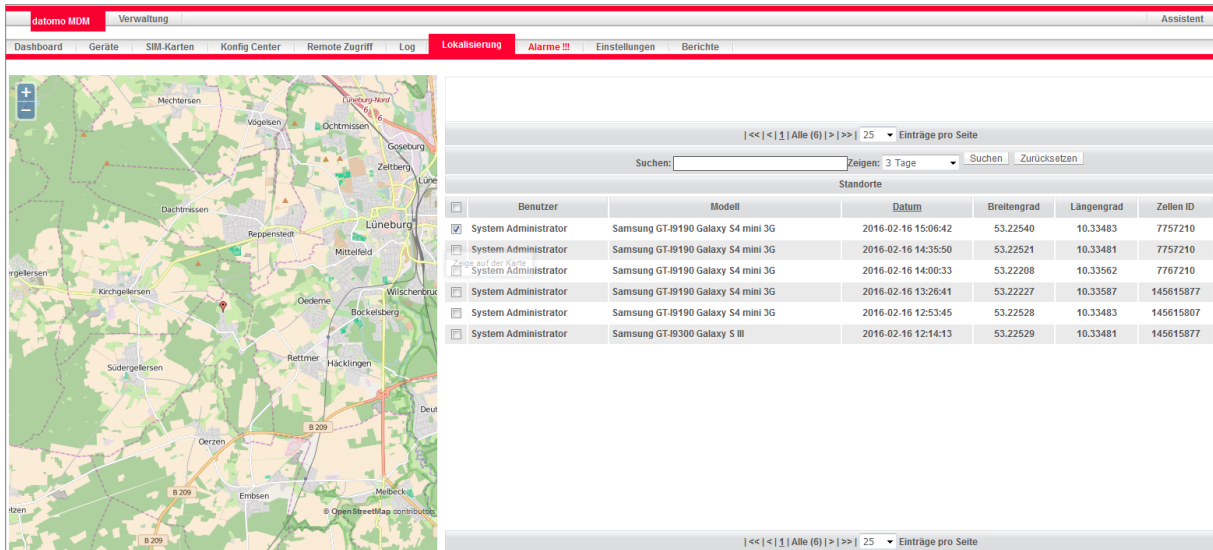 datomo MDM Verwaltung Assistent
Dashboard Geräte SIM-Karten Konfig Center Remote Zugriff Log Lokalisierung Alarme !!! Einstellungen Berichte
+
−
Mechtersen
Lüneburg-Nord
Vögelsen
Ochtmissen
Goseburg
Zeltberg
Lüne
Dachtmissen
Reppenstedt
Lüneburg
Mittelfeld
ergellersen
Kirchgellersen
Wilschenbruc
Oedeme
Bockelsberg
Rettmer
Häcklingen
Südergellersen
Deut
B 209
Oerzen
B 209
Embsen
Melbeck
etzen
© OpenStreetMap contributors
B 209
| << | < | 1 | Alle (6) | > | >> | 25 Einträge pro Seite
Suchen: Zeigen: 3 Tage Suchen Zurücksetzen
Standorte
Benutzer Modell Datum Breitengrad Längengrad Zellen ID
System Administrator Samsung GT-I9190 Galaxy S4 mini 3G 2016-02-16 15:06:42 53.22540 10.33483 7757210
System Administrator Samsung GT-I9190 Galaxy S4 mini 3G 2016-02-16 14:35:50 53.22521 10.33481 7757210
Zeige auf der Karte
System Administrator Samsung GT-I9190 Galaxy S4 mini 3G 2016-02-16 14:00:33 53.22208 10.33562 7767210
System Administrator Samsung GT-I9190 Galaxy S4 mini 3G 2016-02-16 13:26:41 53.22227 10.33587 145615877
System Administrator Samsung GT-I9190 Galaxy S4 mini 3G 2016-02-16 12:53:45 53.22528 10.33483 145615807
System Administrator Samsung GT-I9300 Galaxy S III 2016-02-16 12:14:13 53.22529 10.33481 145615877
| << | < | 1 | Alle (6) | > | >> | 25 Einträge pro Seite